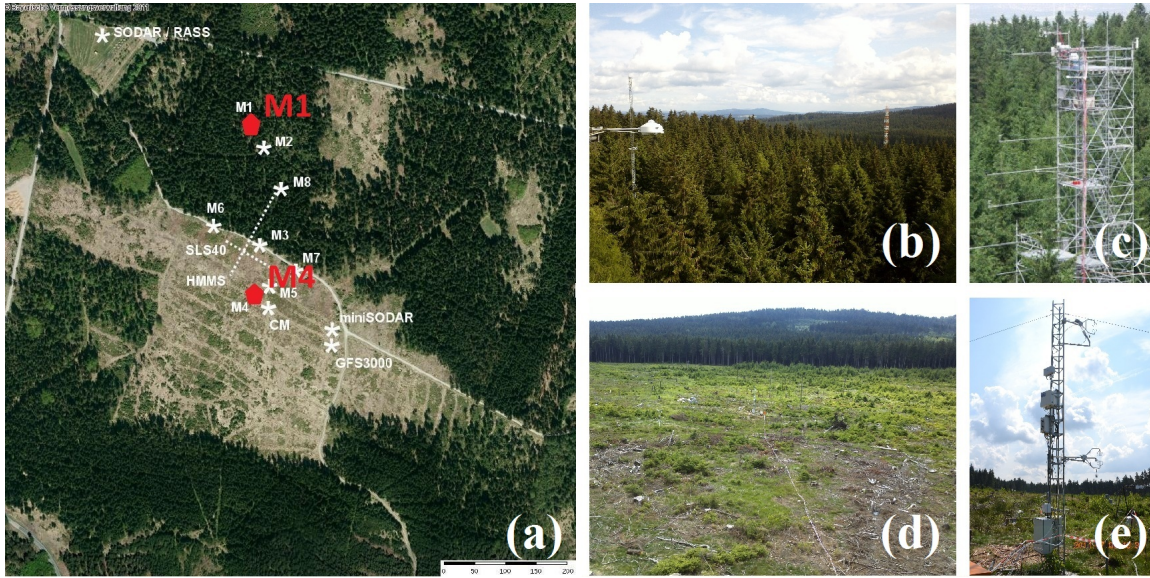 © Bayerische Vermessungsverwaltung 2011
SODAR / RASS
M1 M1
M2
M8
M6
M3
SLS40
M7
HMMS
M4
M5
M4
CM
miniSODAR
GFS3000
0 50 100 200
(a)
(b)
(c)
(d)
(e)